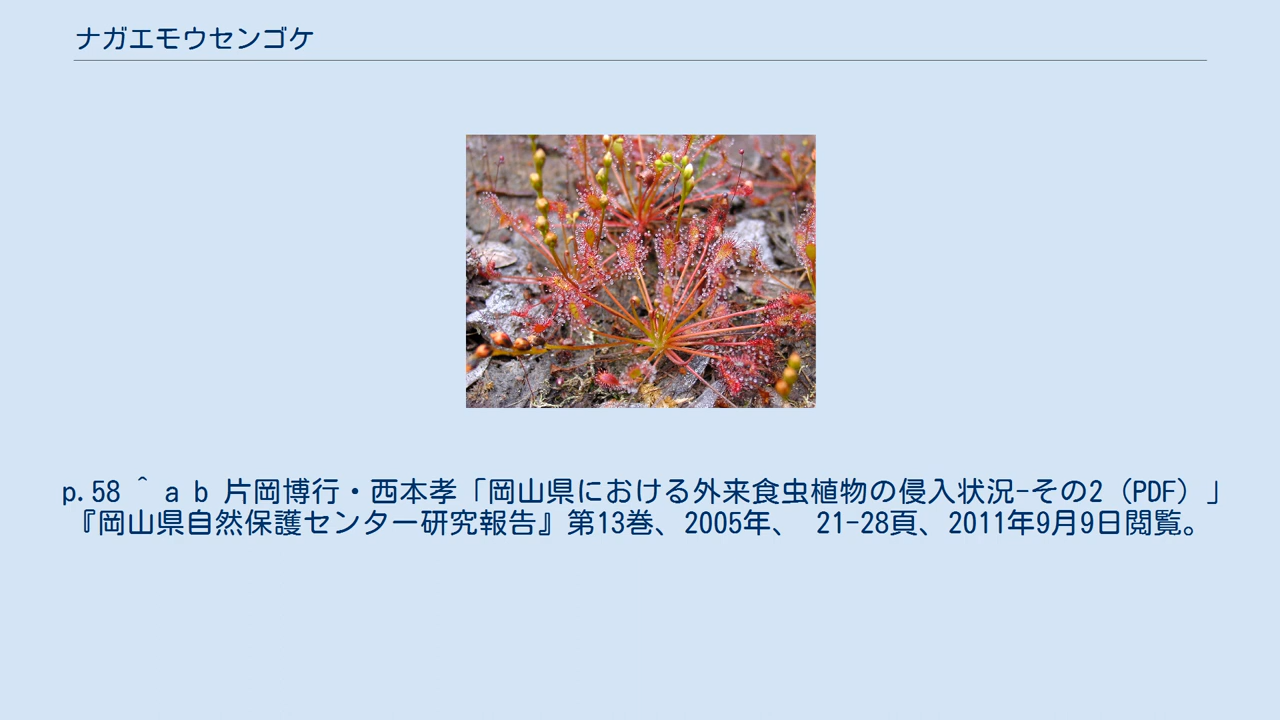 ナガエモウセンゴケ
p.58 ^ a b 片岡博行・西本孝「岡山県における外来食虫植物の侵入状況-その2（PDF）」
『岡山県自然保護センター研究報告』第13巻、2005年、 21-28頁、2011年9月9日閲覧。